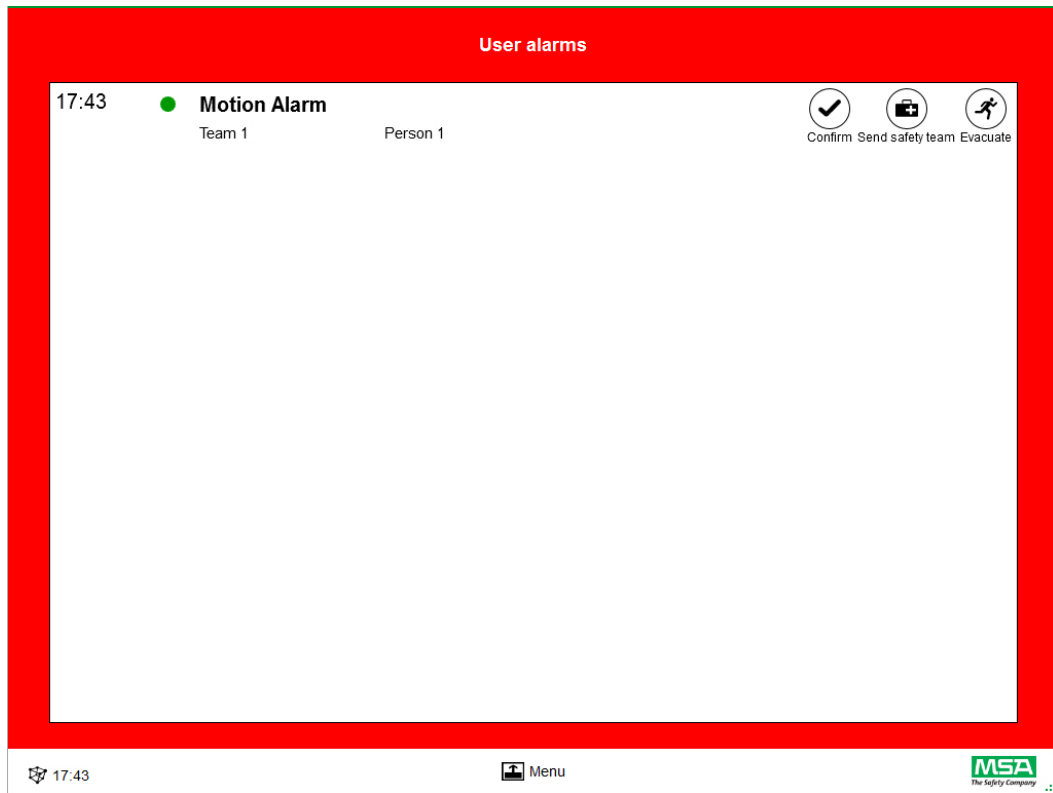 User alarms
17:43 Motion Alarm
Team 1 Person 1
Confirm Send safety team Evacuate
17:43 Menu MSA
The Safety Company